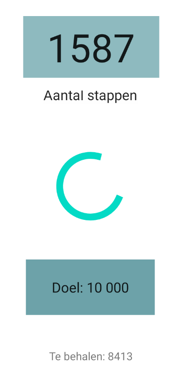 1587
Aantal stappen
Doel: 10 000
Te behalen: 8413